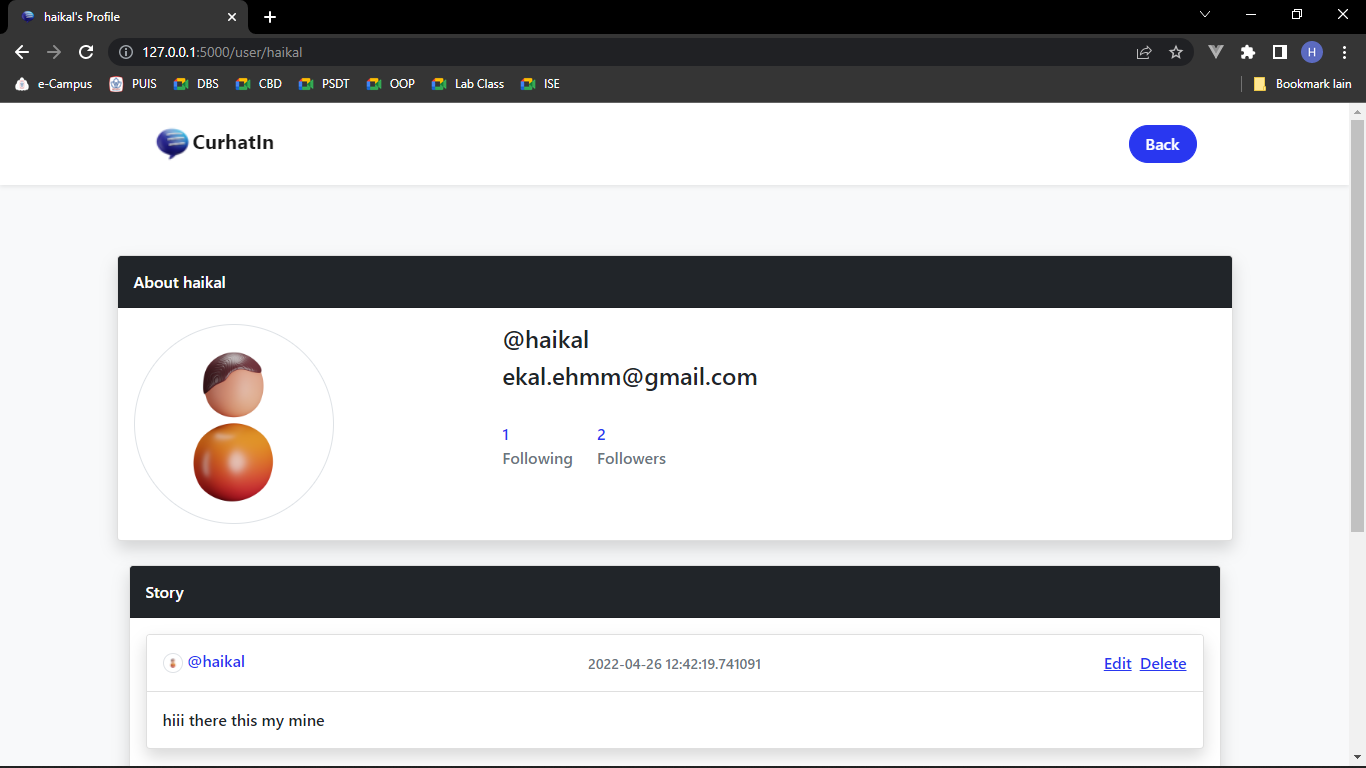 haikal's Profile
127.0.0.1:5000/user/haikal
H
e-Campus PUIS DBS CBD PSDT OOP Lab Class ISE Bookmark lain
CurhatIn Back
About haikal
@haikal
ekal.ehmm@gmail.com
1 2
Following Followers
Story
@haikal 2022-04-26 12:42:19.741091 Edit Delete
hiii there this my mine